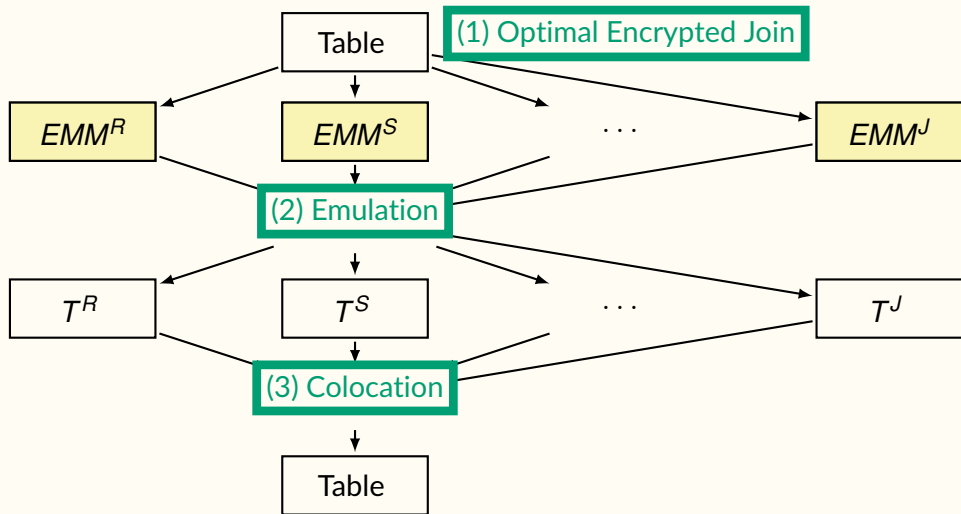 Table
(1) Optimal Encrypted Join
EMM^R
EMM^S
...
EMM^J
(2) Emulation
T^R
T^S
...
T^J
(3) Colocation
Table